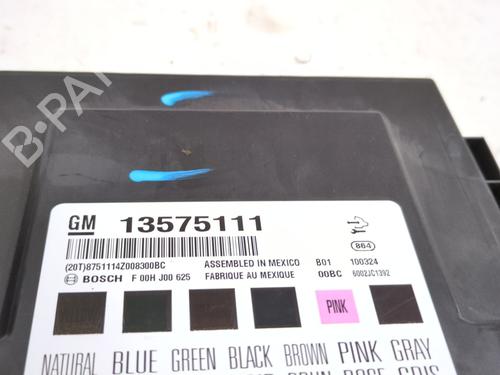 B-PARTS
GM 13575111
(20T)8751114Z008300BC ASSEMBLED IN MEXICO B01 100324
BOSCH F 00H J00 625 FABRIQUE AU MEXIQUE 00BC 6002JC1392
864
PINK
NATURAL BLUE GREEN BLACK BROWN PINK GRAY